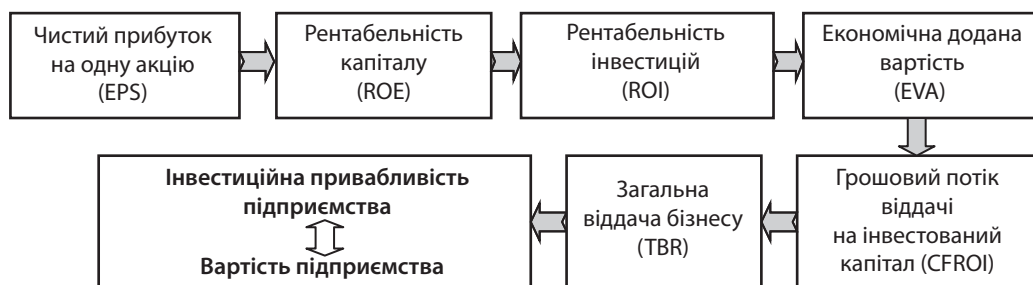 Чистий прибуток
на одну акцію
(EPS)
Рентабельність
капіталу
(ROE)
Рентабельність
інвестицій
(ROI)
Економічна додана
вартість
(EVA)
Грошовий потік
віддачі
на інвестований
капітал (CFROI)
Загальна
віддача бізнесу
(TBR)
Інвестиційна привабливість
підприємства
Вартість підприємства